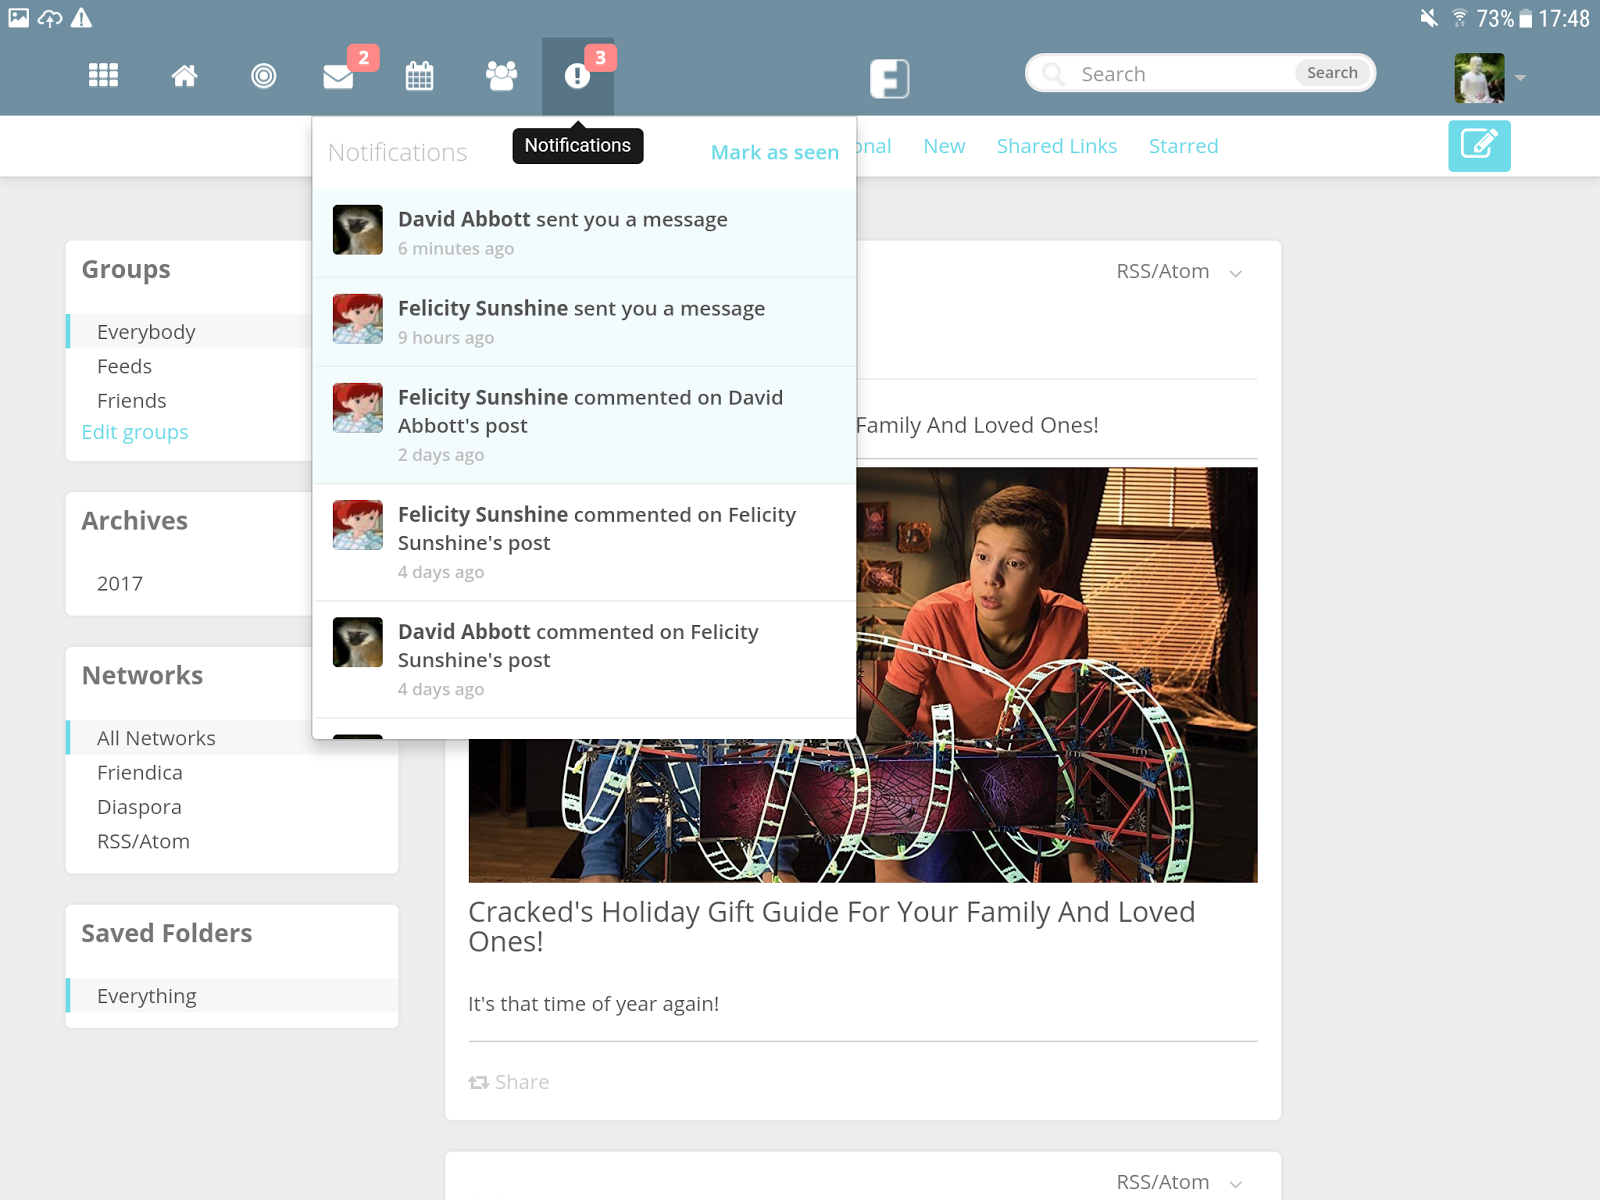 73% 17:48
2
3
Search
Search
Notifications
Notifications
Mark as seen
onal
New
Shared Links
Starred
David Abbott sent you a message
6 minutes ago
Felicity Sunshine sent you a message
9 hours ago
Felicity Sunshine commented on David
Abbott's post
2 days ago
Felicity Sunshine commented on Felicity
Sunshine's post
4 days ago
David Abbott commented on Felicity
Sunshine's post
4 days ago
Groups
Everybody
Feeds
Friends
Edit groups
Archives
2017
Networks
All Networks
Friendica
Diaspora
RSS/Atom
Saved Folders
Everything
RSS/Atom
Family And Loved Ones!
Cracked's Holiday Gift Guide For Your Family And Loved
Ones!
It's that time of year again!
Share
RSS/Atom